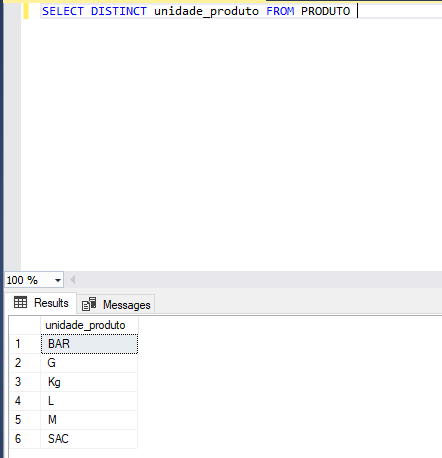 SELECT DISTINCT unidade_produto FROM PRODUTO
100 %
Results Messages
unidade_produto
1 BAR
2 G
3 Kg
4 L
5 M
6 SAC